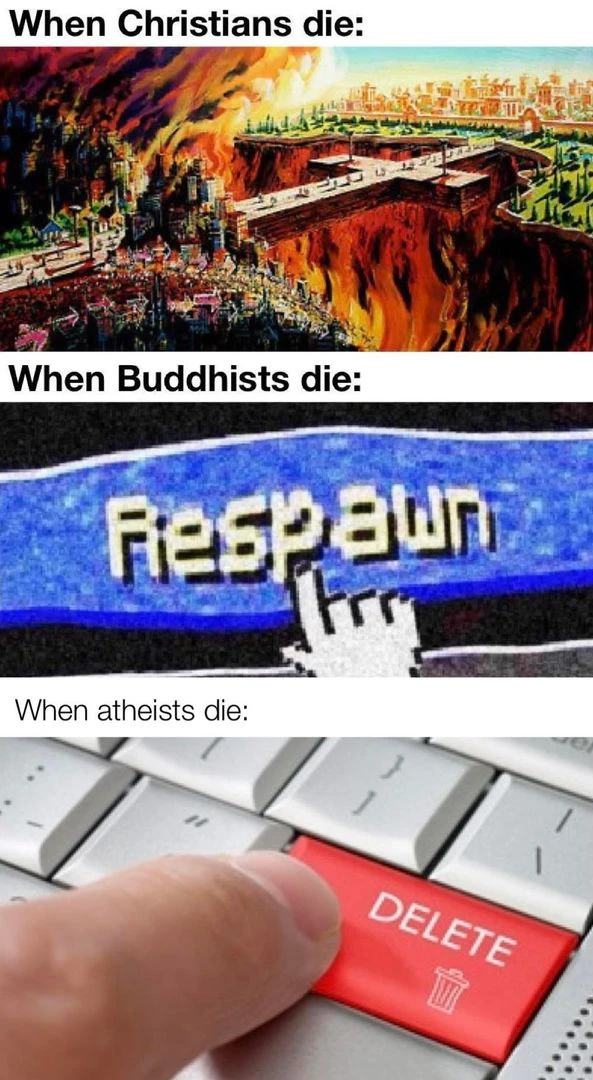 When Christians die:
When Buddhists die:
Respawn
When atheists die:
DELETE